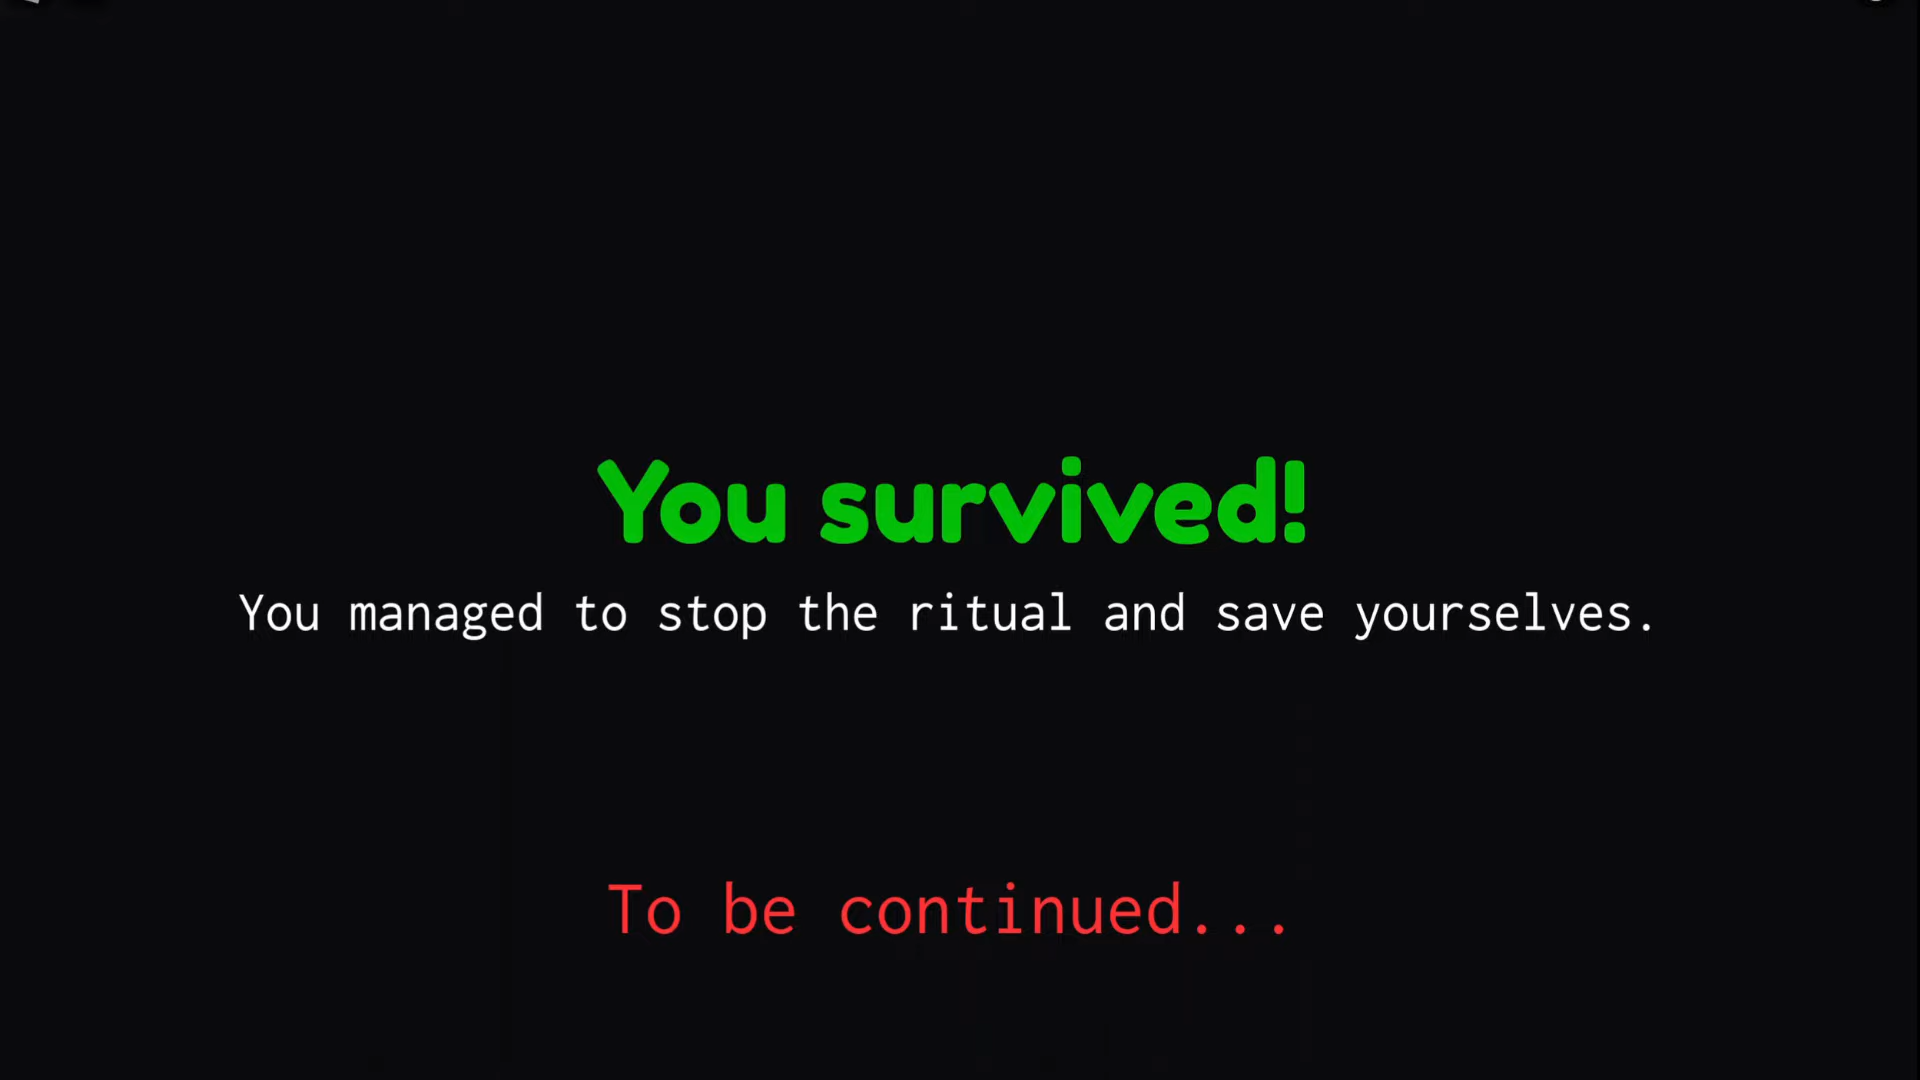 You survived!
You managed to stop the ritual and save yourselves.
To be continued...